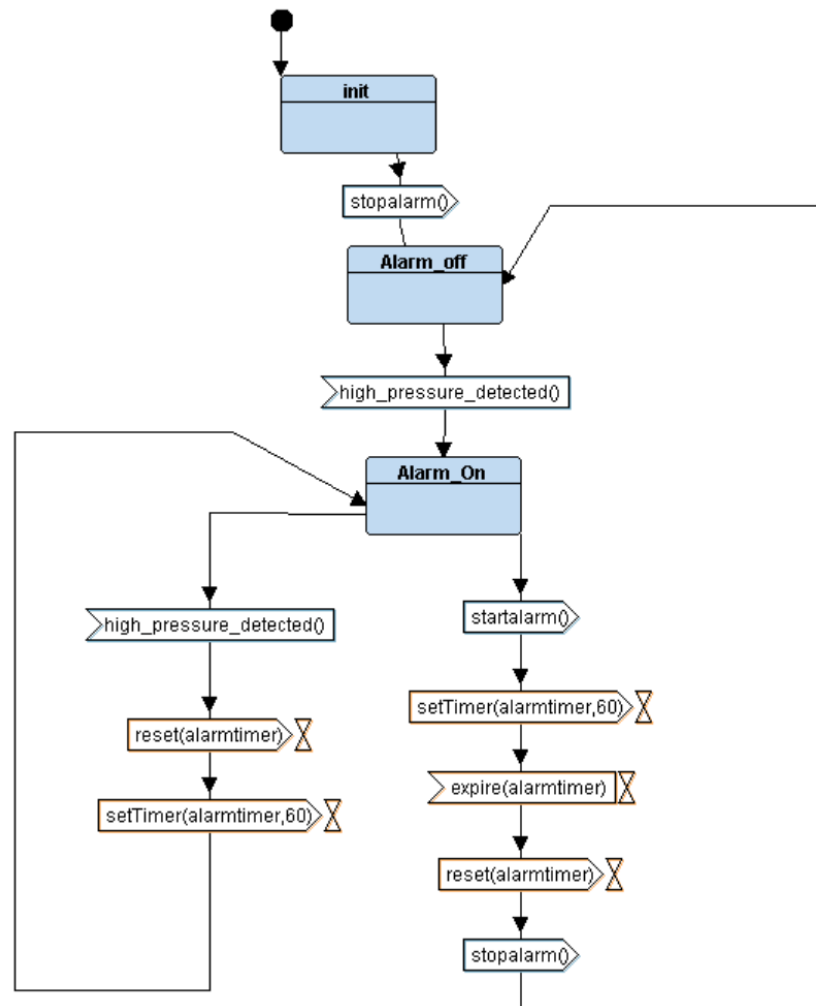 init
stopalarm()
Alarm_off
high_pressure_detected()
Alarm_On
high_pressure_detected()
reset(alarmtimer)
setTimer(alarmtimer,60)
startalarm()
setTimer(alarmtimer,60)
expire(alarmtimer)
reset(alarmtimer)
stopalarm()